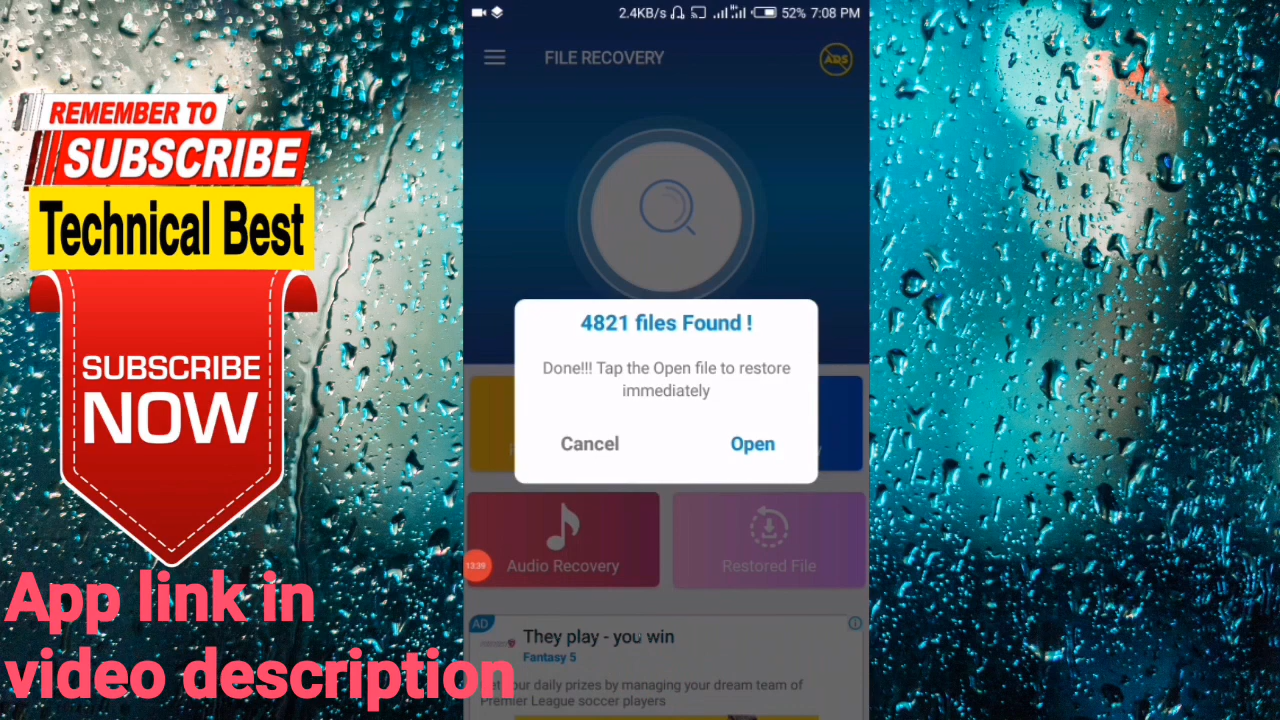 2.4KB/s 52% 7:08 PM
FILE RECOVERY
ADS
REMEMBER TO
SUBSCRIBE
Technical Best
SUBSCRIBE
NOW
4821 files Found !
Done!!! Tap the Open file to restore
immediately
Cancel Open
13:39
Audio Recovery
Restored File
AD
They play - you win
Fantasy 5
your daily prizes by managing your dream team of
Premier League soccer players
App link in
video description